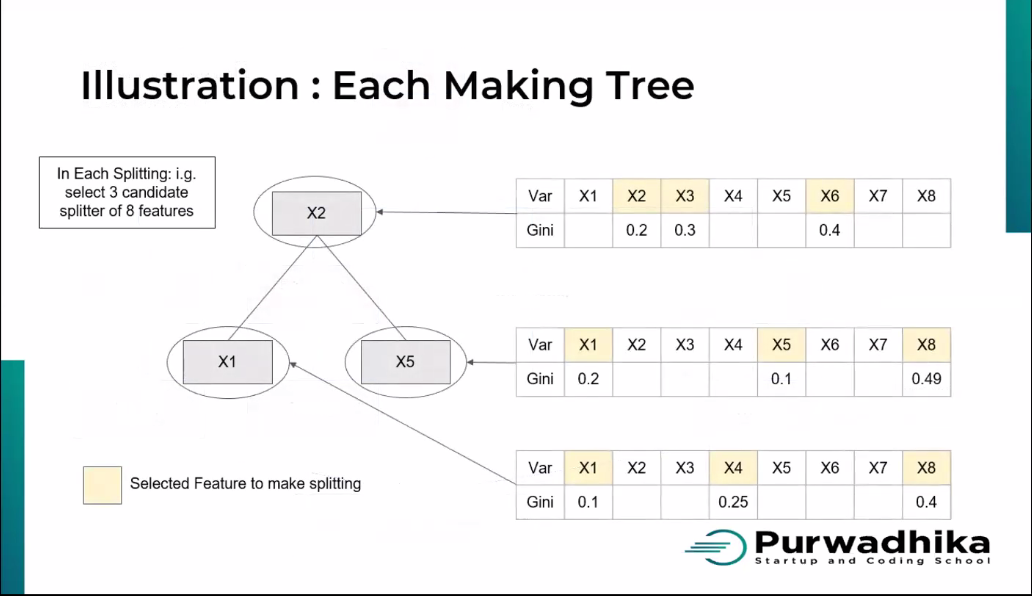 Illustration : Each Making Tree
In Each Splitting: i.g.
select 3 candidate
splitter of 8 features
X2
Var X1 X2 X3 X4 X5 X6 X7 X8
Gini 0.2 0.3 0.4
X1
X5
Var X1 X2 X3 X4 X5 X6 X7 X8
Gini 0.2 0.1 0.49
Var X1 X2 X3 X4 X5 X6 X7 X8
Gini 0.1 0.25 0.4
Selected Feature to make splitting
Purwadhika
Startup and Coding School